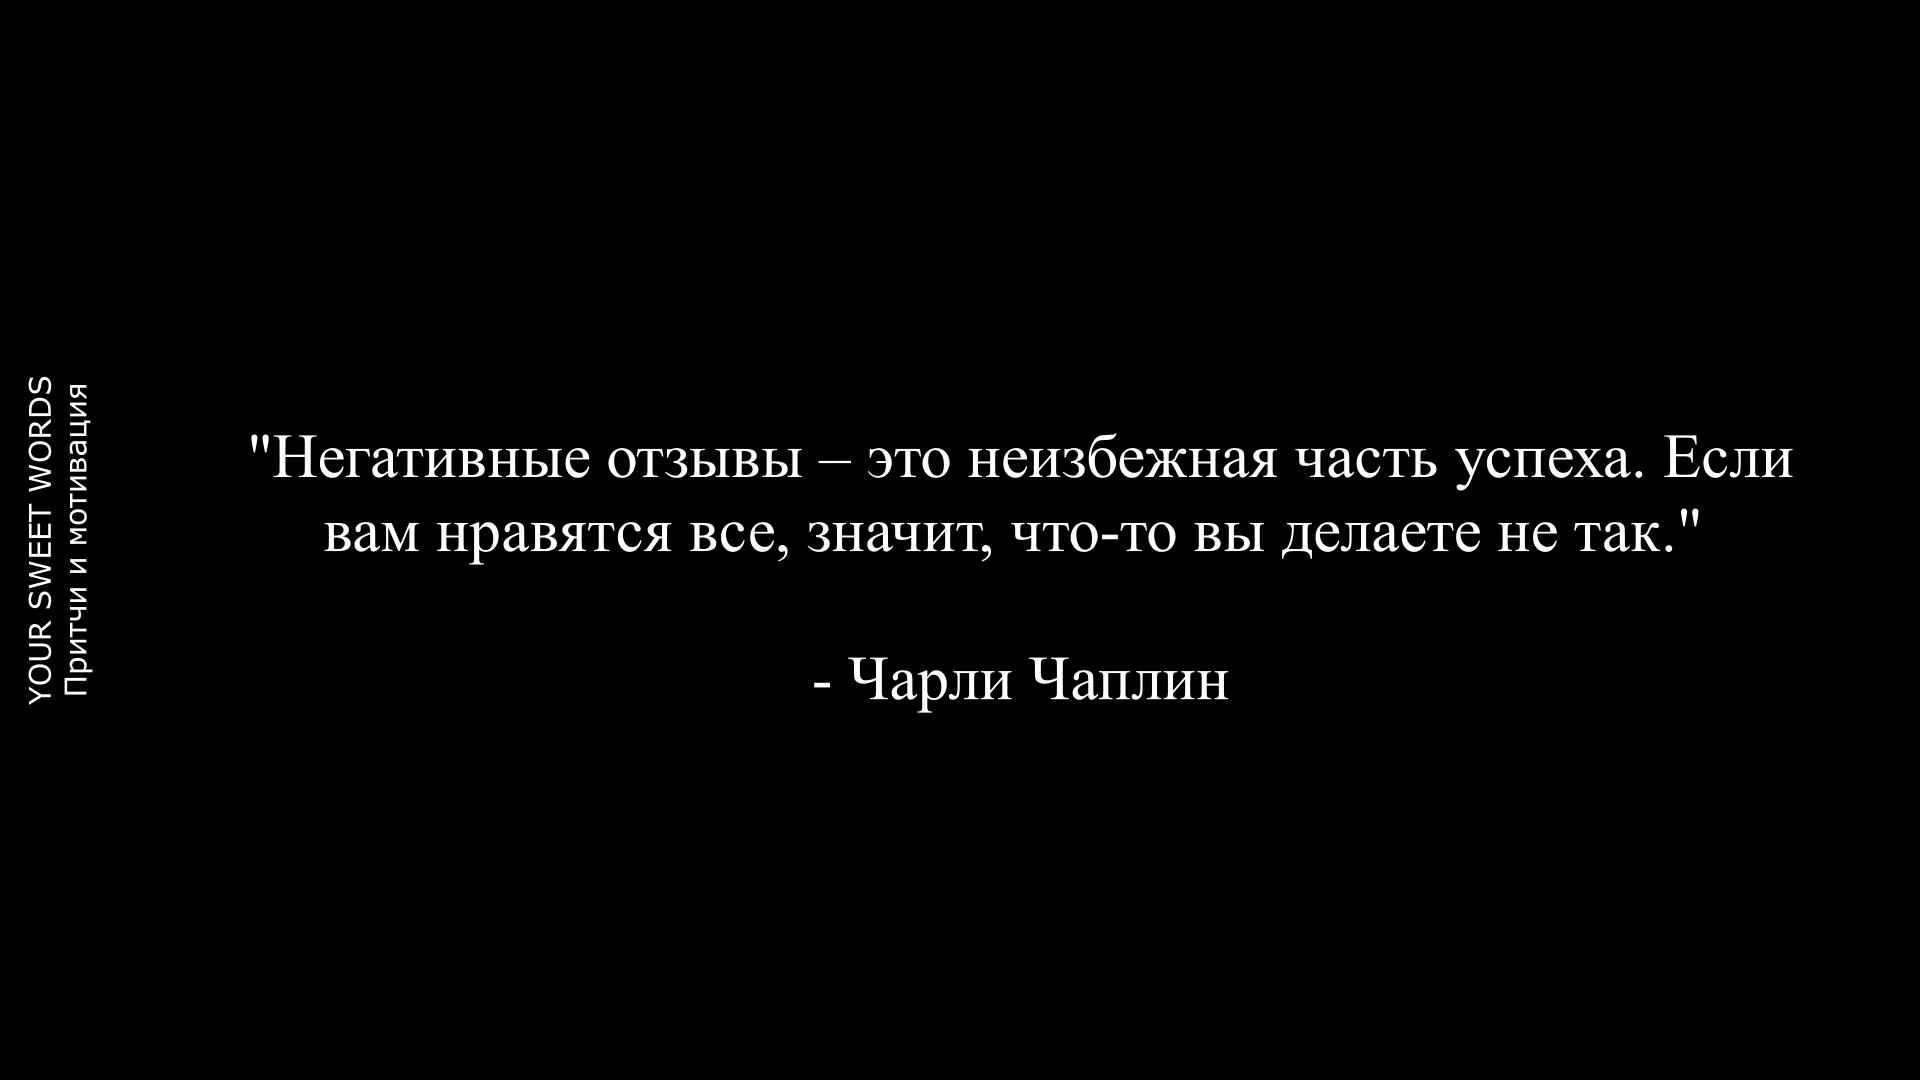 YOUR SWEET WORDS
Притчи и мотивация
"Негативные отзывы – это неизбежная часть успеха. Если
вам нравятся все, значит, что-то вы делаете не так."
- Чарли Чаплин